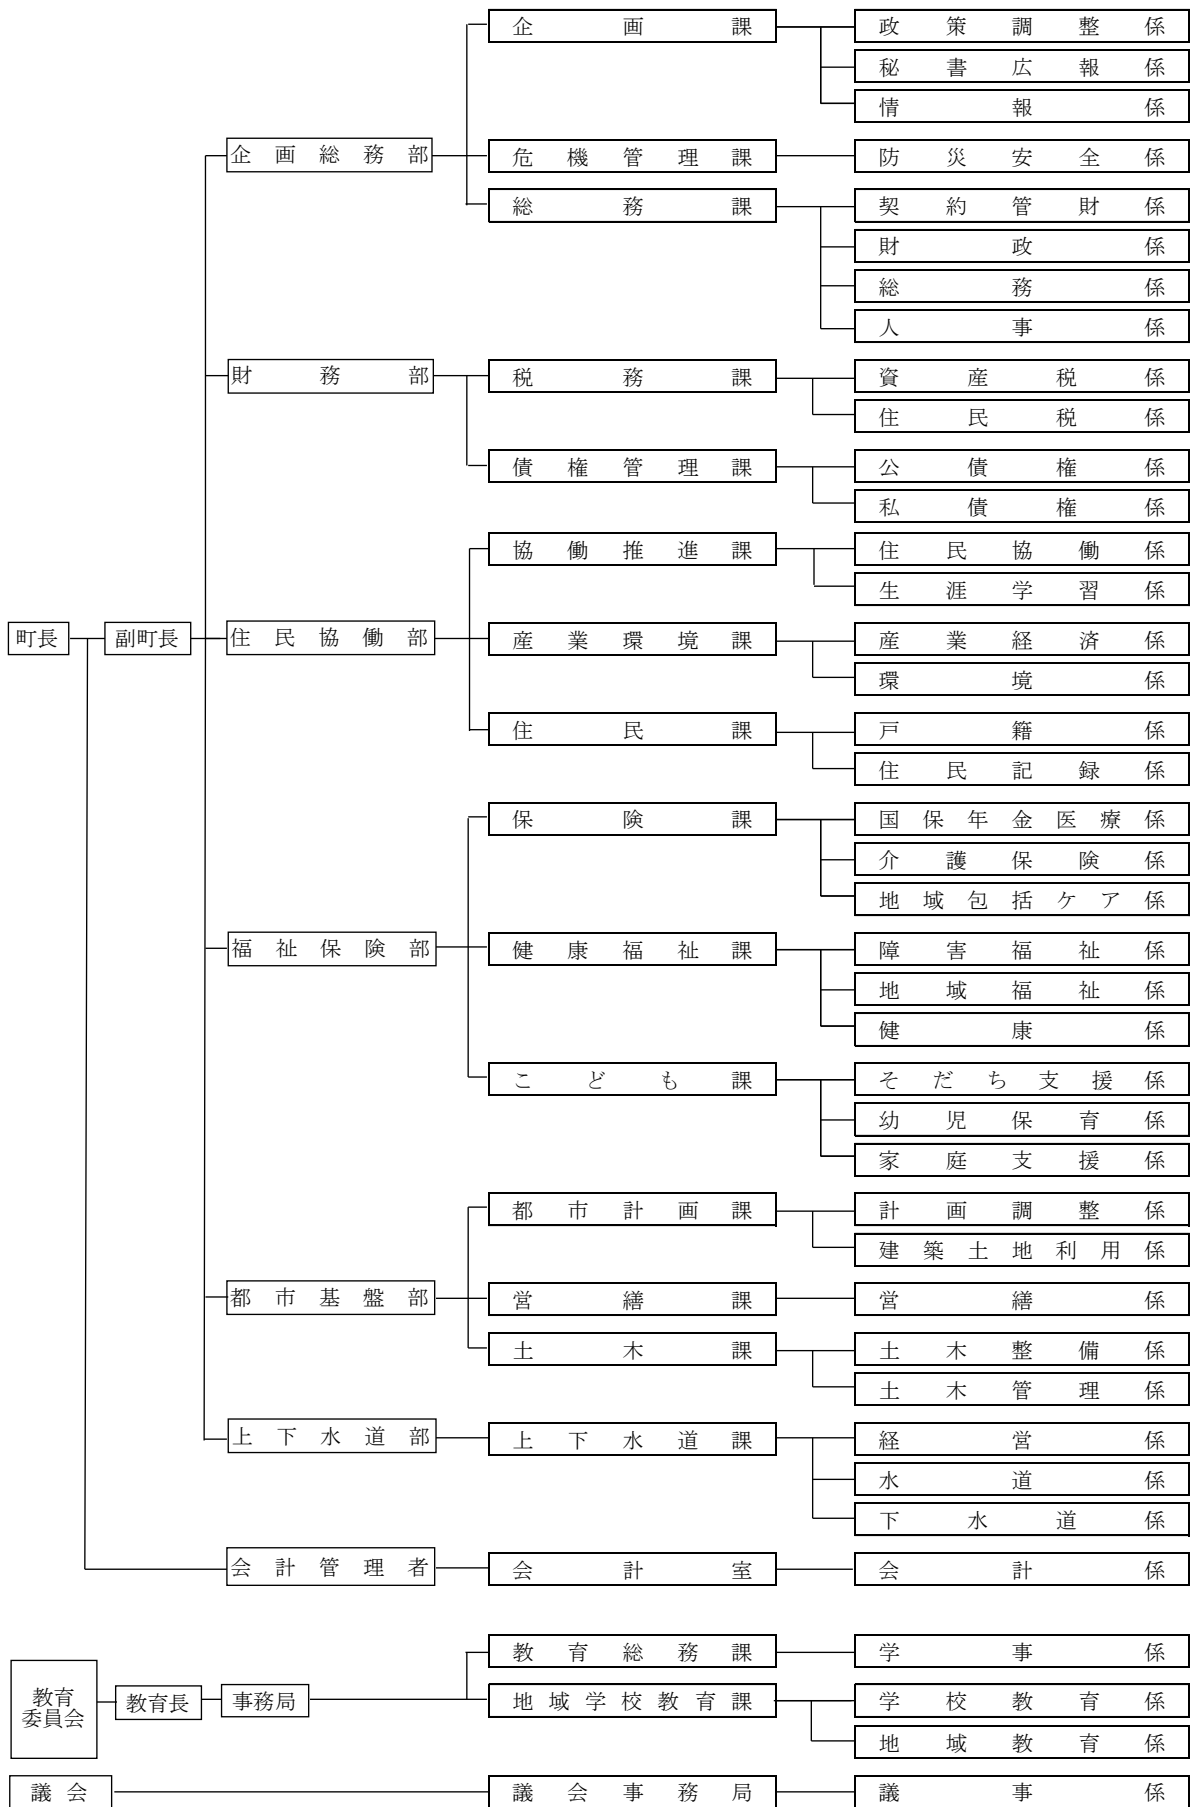 企画課 政策調整係
秘書広報係
情報係
企画総務部 危機管理課 防災安全係
総務課 契約管財係
財政係
総務係
人事係
財務部 税務課 資産税係
住民税係
債権管理課 公債権係
私債権係
協働推進課 住民協働係
生涯学習係
町長 副町長 住民協働部 産業環境課 産業経済係
環境係
住民課 戸籍係
住民記録係
保険課 国保年金医療係
介護保険係
地域包括ケア係
福祉保険部 健康福祉課 障害福祉係
地域福祉係
健康係
こども課 そだち支援係
幼児保育係
家庭支援係
都市計画課 計画調整係
建築土地利用係
都市基盤部 営繕課 営繕係
土木課 土木整備係
土木管理係
上下水道部 上下水道課 経営係
水道係
下水道係
会計管理者 会計室 会計係
教育総務課 学事係
教育
委員会 教育長 事務局 地域学校教育課 学校教育係
地域教育係
議会 議会事務局 議事係